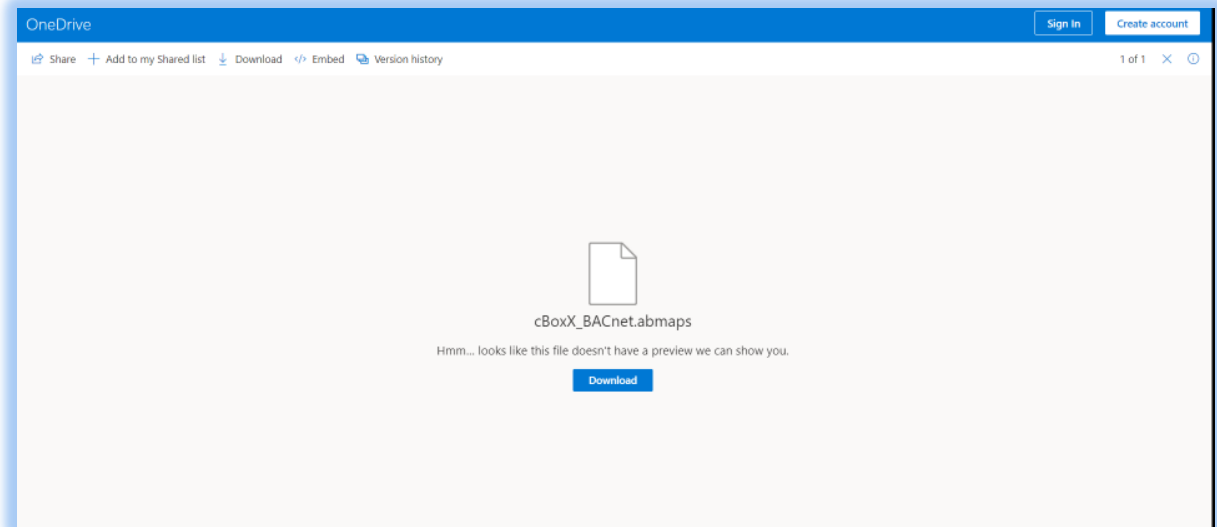 OneDrive
Sign In
Create account
Share
Add to my Shared list
Download
Embed
Version history
1 of 1
cBoxX_BACnet.abmaps
Hmm... looks like this file doesn't have a preview we can show you.
Download